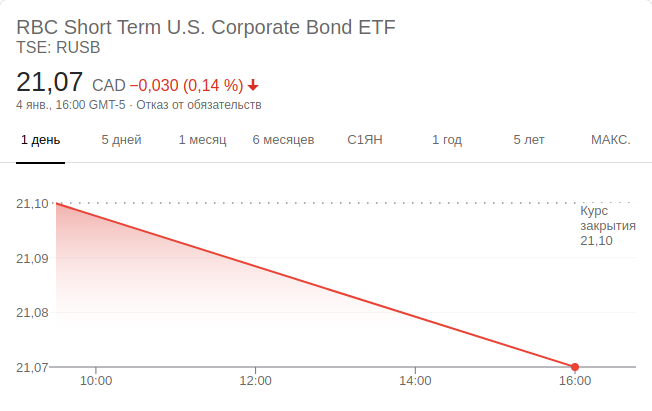 RBC Short Term U.S. Corporate Bond ETF
TSE: RUSB
21,07 CAD −0,030 (0,14 %)
4 янв., 16:00 GMT-5 · Отказ от обязательств
1 день 5 дней 1 месяц 6 месяцев С1ЯН 1 год 5 лет МАКС.
21,10
Курс
закрытия
21,10
21,09
21,08
21,07
10:00 12:00 14:00 16:00